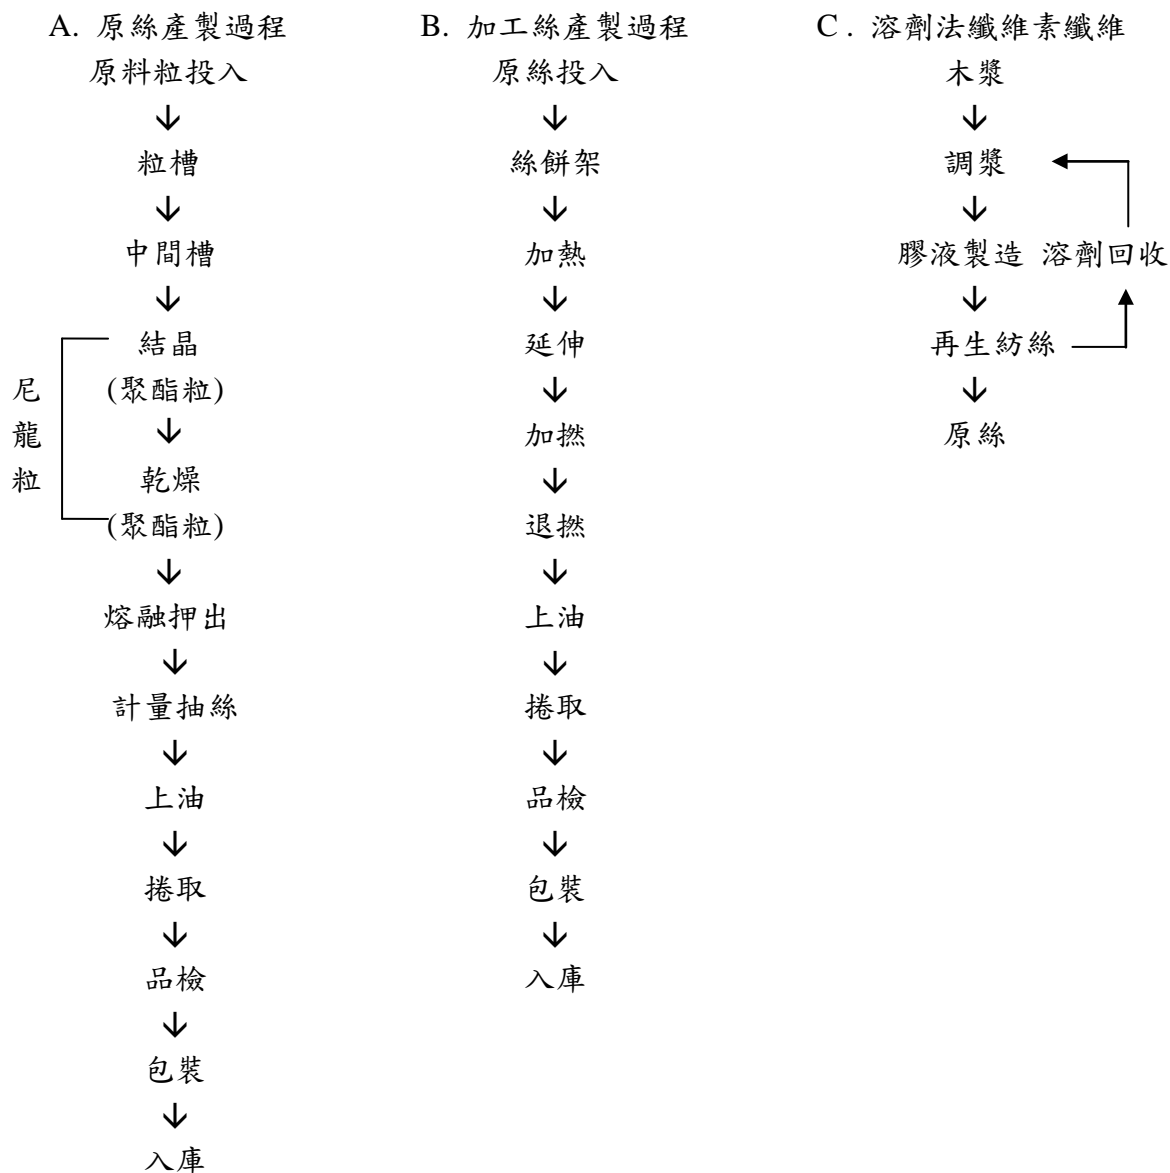 A. 原絲產製過程
原料粒投入
↓
粒槽
↓
中間槽
↓
結晶
(聚酯粒)
↓
乾燥
(聚酯粒)
↓
熔融押出
↓
計量抽絲
↓
上油
↓
捲取
↓
品檢
↓
包裝
↓
入庫
尼龍粒
B. 加工絲產製過程
原絲投入
↓
絲餅架
↓
加熱
↓
延伸
↓
加撚
↓
退撚
↓
上油
↓
捲取
↓
品檢
↓
包裝
↓
入庫
C . 溶劑法纖維素纖維
木漿
↓
調漿
↓
膠液製造 溶劑回收
↓
再生紡絲
↓
原絲